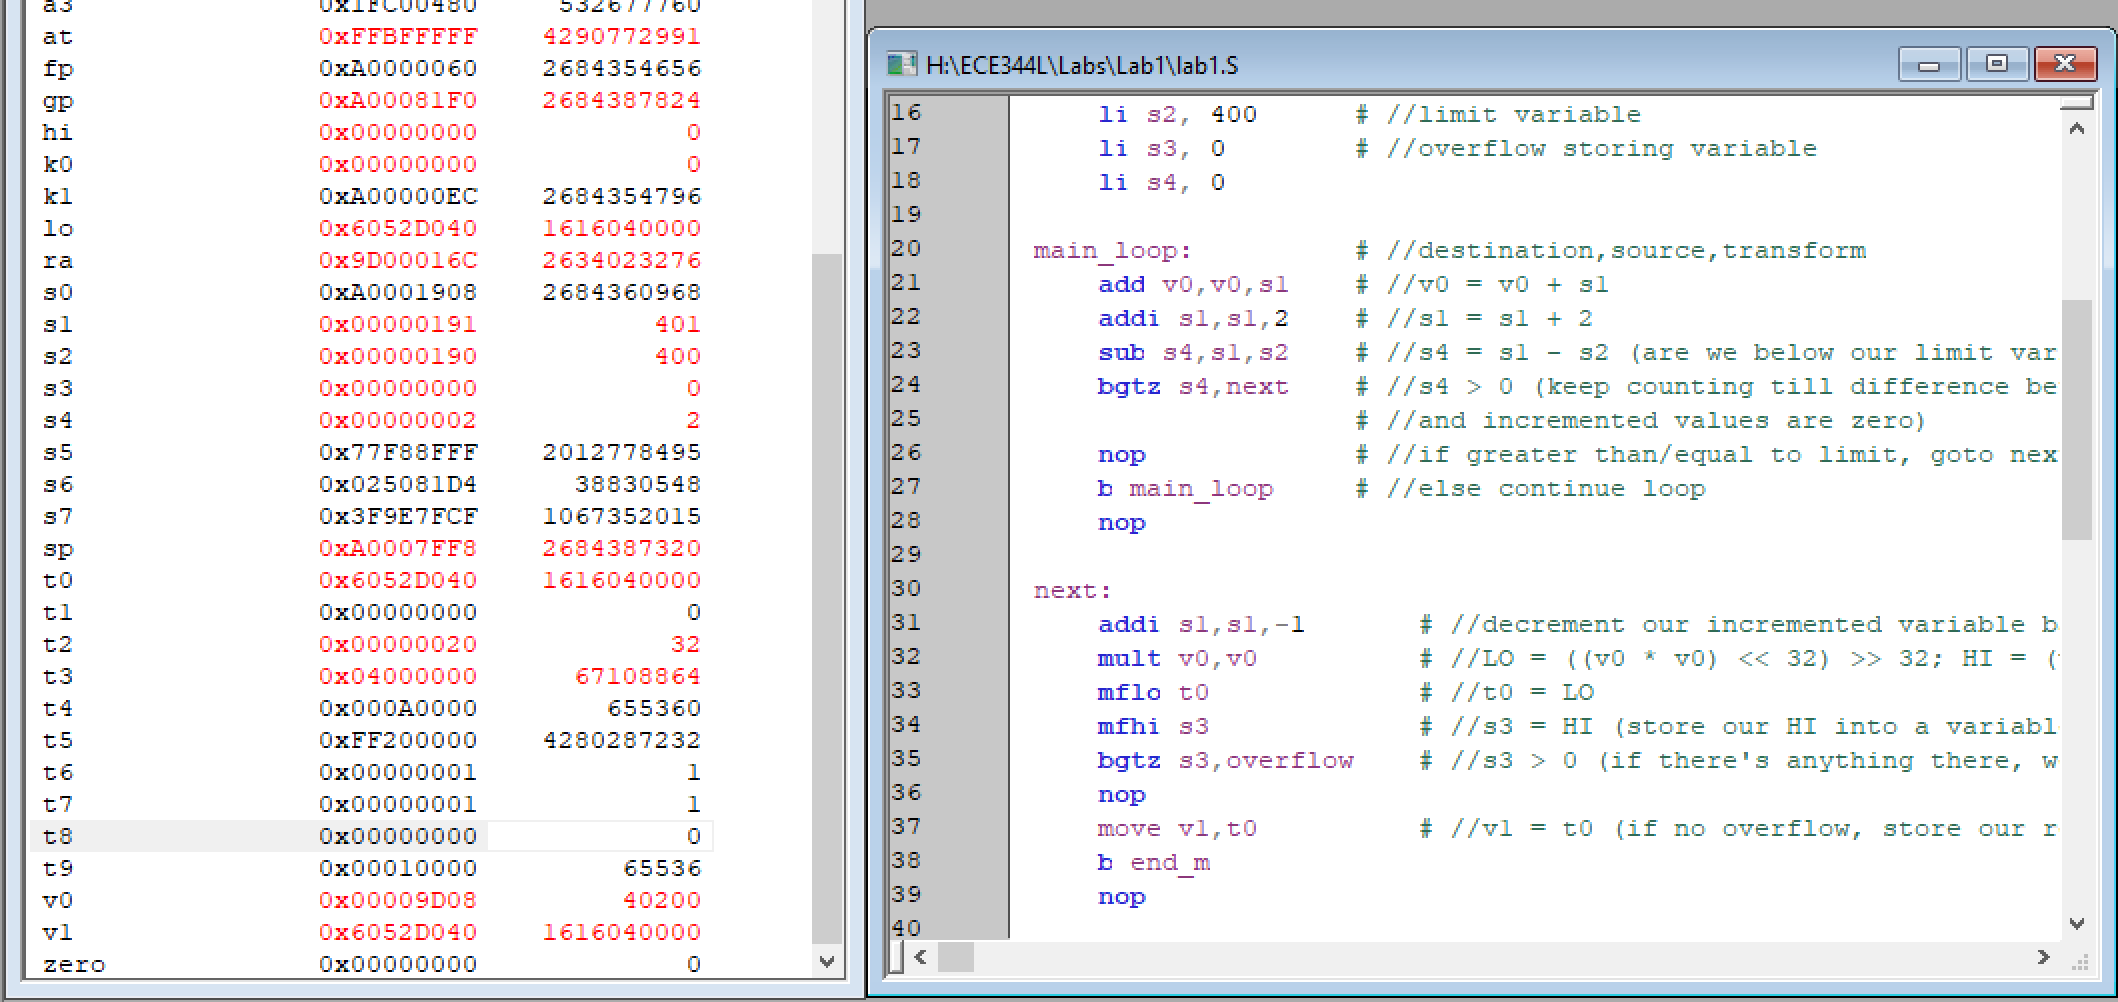 a3 0x1FC00480 532677760
at 0xFFBFFFFF 4290772991
fp 0xA0000060 2684354656
gp 0xA00081F0 2684387824
hi 0x00000000 0
k0 0x00000000 0
k1 0xA00000EC 2684354796
lo 0x6052D040 1616040000
ra 0x9D00016C 2634023276
s0 0xA0001908 2684360968
s1 0x00000191 401
s2 0x00000190 400
s3 0x00000000 0
s4 0x00000002 2
s5 0x77F88FFF 2012778495
s6 0x025081D4 38830548
s7 0x3F9E7FCF 1067352015
sp 0xA0007FF8 2684387320
t0 0x6052D040 1616040000
t1 0x00000000 0
t2 0x00000020 32
t3 0x04000000 67108864
t4 0x000A0000 655360
t5 0xFF200000 4280287232
t6 0x00000001 1
t7 0x00000001 1
t8 0x00000000 0
t9 0x00010000 65536
v0 0x00009D08 40200
v1 0x6052D040 1616040000
zero 0x00000000 0
H:\ECE344L\Labs\Lab1\lab1.S
16 li s2, 400 # //limit variable
17 li s3, 0 # //overflow storing variable
18 li s4, 0
19
20 main_loop: # //destination,source,transform
21 add v0,v0,s1 # //v0 = v0 + s1
22 addi s1,s1,2 # //s1 = s1 + 2
23 sub s4,s1,s2 # //s4 = s1 - s2 (are we below our limit var
24 bgtz s4,next # //s4 > 0 (keep counting till difference be
25 # //and incremented values are zero)
26 nop # //if greater than/equal to limit, goto nex
27 b main_loop # //else continue loop
28 nop
29
30 next:
31 addi s1,s1,-1 # //decrement our incremented variable b
32 mult v0,v0 # //LO = ((v0 * v0) << 32) >> 32; HI = (
33 mflo t0 # //t0 = LO
34 mfhi s3 # //s3 = HI (store our HI into a variabl
35 bgtz s3,overflow # //s3 > 0 (if there's anything there, w
36 nop
37 move v1,t0 # //v1 = t0 (if no overflow, store our r
38 b end_m
39 nop
40